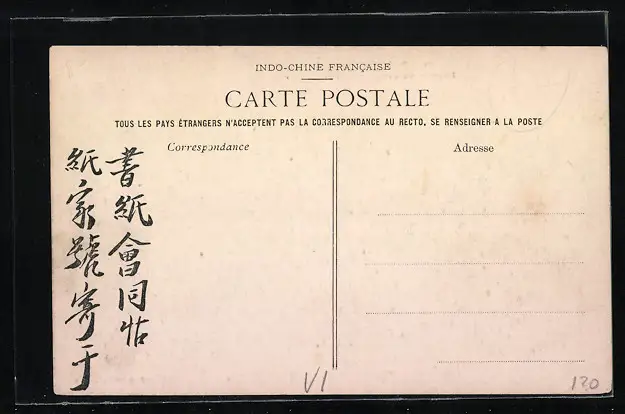 INDO-CHINE FRANÇAISE
CARTE POSTALE
TOUS LES PAYS ÉTRANGERS N'ACCEPTENT PAS LA CORRESPONDANCE AU RECTO, SE RENSEIGNER A LA POSTE
Correspondance
Adresse
書紙會同帖
紙家號寄于
VI
120